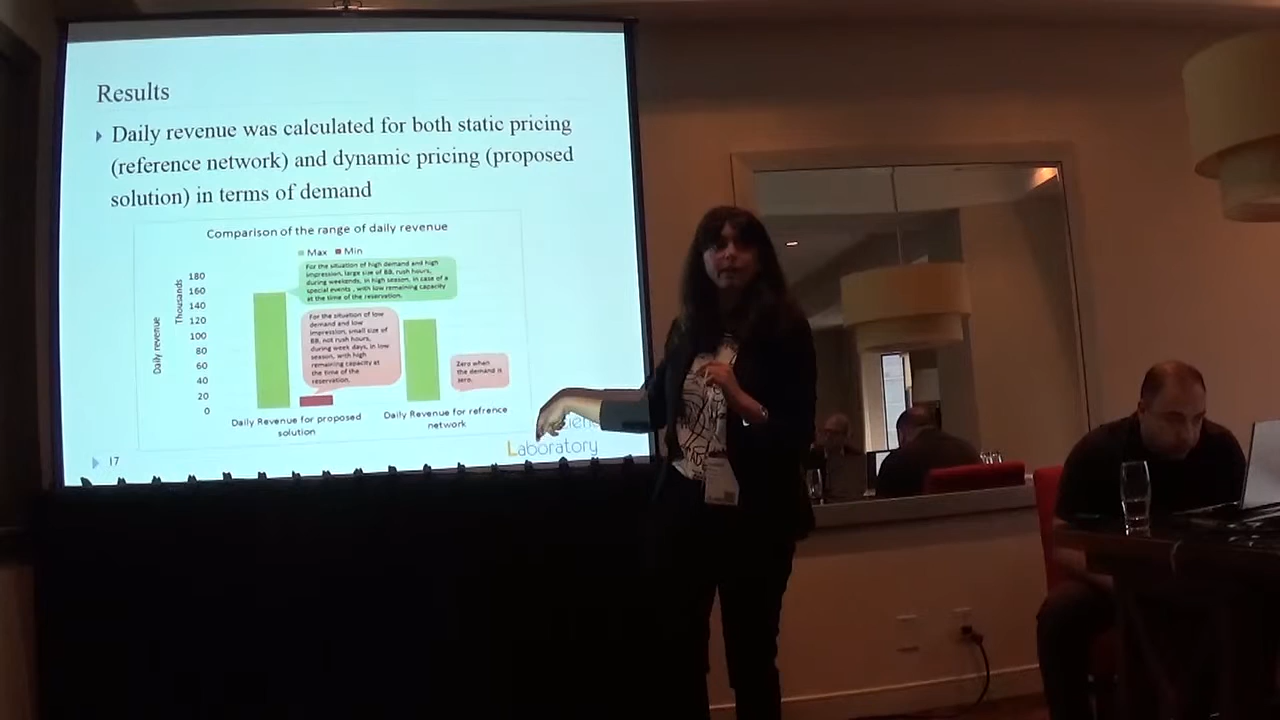 Results
Daily revenue was calculated for both static pricing
(reference network) and dynamic pricing (proposed
solution) in terms of demand
Comparison of the range of daily revenue
Max Min
Daily revenue
Thousands
180
160
140
120
100
80
60
40
20
0
For the situation of high demand and high
impression, large size of BB, rush hours,
during weekends, in high season, in case of a
special events , with low remaining capacity
at the time of the reservation.
For the situation of low
demand and low
impression, small size of
BB, not rush hours,
during week days, in low
season, with high
remaining capacity at
the time of the
reservation.
Zero when
the demand is
zero.
Daily Revenue for proposed
solution
Daily Revenue for refrence
network
Laboratory
17